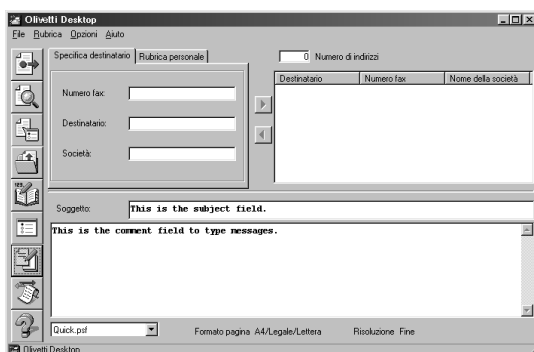 Olivetti Desktop
File Rubrica Opzioni Aiuto
Specifica destinatario Rubrica personale
0 Numero di indirizzi
Destinatario Numero fax Nome della società
Numero fax:
Destinatario:
Società:
Soggetto: This is the subject field.
This is the comment field to type messages.
Quick.psf Formato pagina A4/Legale/Lettera Risoluzione Fine
Olivetti Desktop